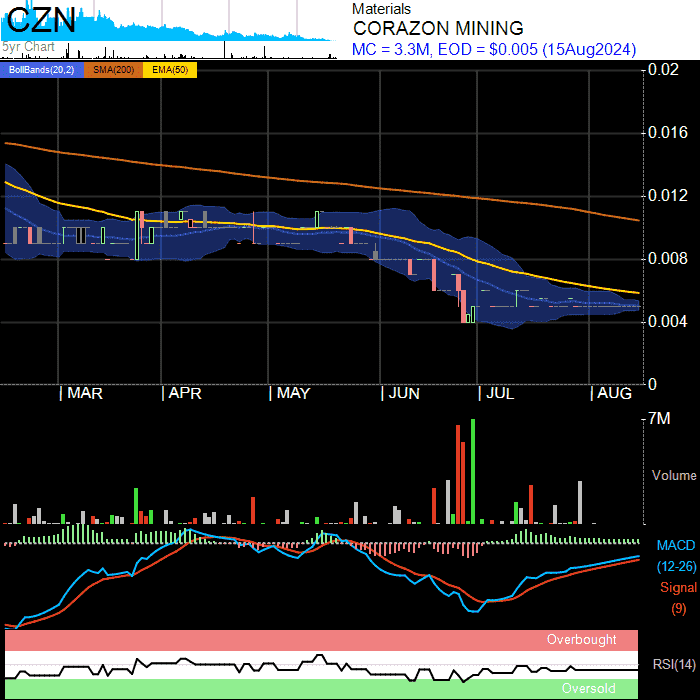 CZN
5yr Chart
Materials
CORAZON MINING
MC = 3.3M, EOD = $0.005 (15Aug2024)
BollBands(20,2) SMA(200) EMA(50)
0.02
0.016
0.012
0.008
0.004
0
MAR APR MAY JUN JUL AUG
7M
Volume
MACD
(12-26)
Signal
(9)
Overbought
RSI(14)
Oversold